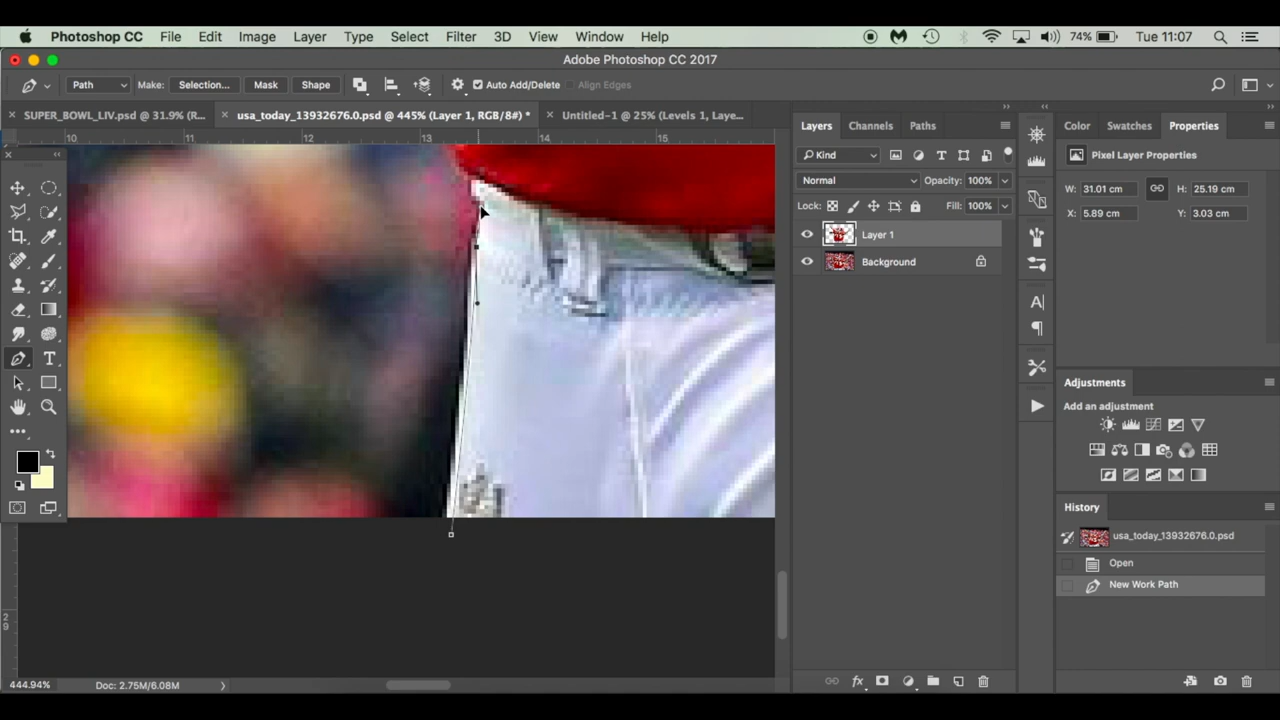 Photoshop CC File Edit Image Layer Type Select Filter 3D View Window Help 74% Tue 11:07
Adobe Photoshop CC 2017
Path Make: Selection... Mask Shape Auto Add/Delete Align Edges
SUPER_BOWL_LIV.psd @ 31.9% (R... usa_today_13932676.0.psd @ 445% (Layer 1, RGB/8#) * Untitled-1 @ 25% (Levels 1, Laye...
10 11 12 13 14 15
Layers Channels Paths
Color Swatches Properties
Kind
Pixel Layer Properties
Normal Opacity: 100%
W: 31.01 cm H: 25.19 cm
Lock: Fill: 100%
X: 5.89 cm Y: 3.03 cm
Layer 1
Background
Adjustments
Add an adjustment
History
usa_today_13932676.0.psd
Open
New Work Path
2
9
444.94% Doc: 2.75M/6.08M